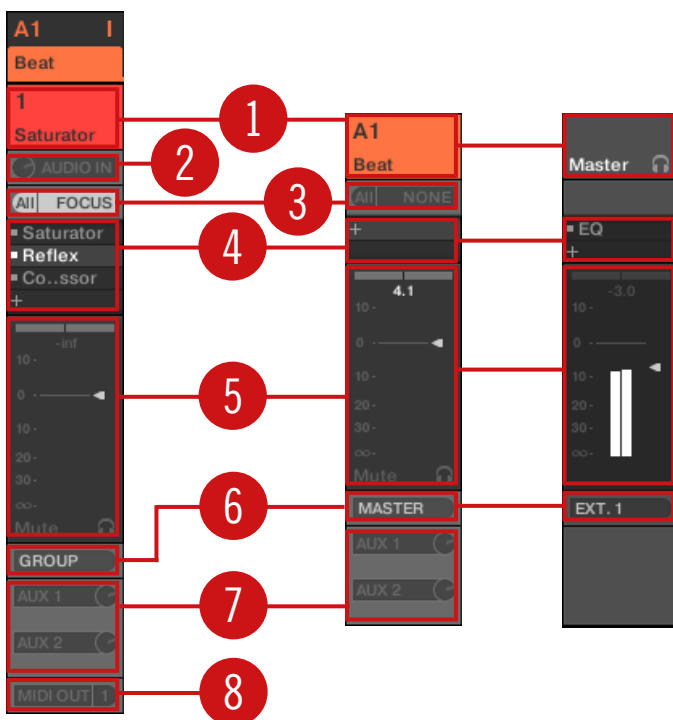 A1 I
Beat
1
Saturator
AUDIO IN
All FOCUS
Saturator
Reflex
Co..ssor
+
-inf
10 -
0 -
10 -
20 -
30 -
∞-
Mute
GROUP
AUX 1
AUX 2
MIDI OUT 1
1
2
3
4
5
6
7
8
A1
Beat
All NONE
+
4.1
10 -
0 -
10 -
20 -
30 -
∞-
Mute
MASTER
AUX 1
AUX 2
Master
EQ
+
-3.0
10 -
0 -
10 -
20 -
30 -
∞-
EXT. 1